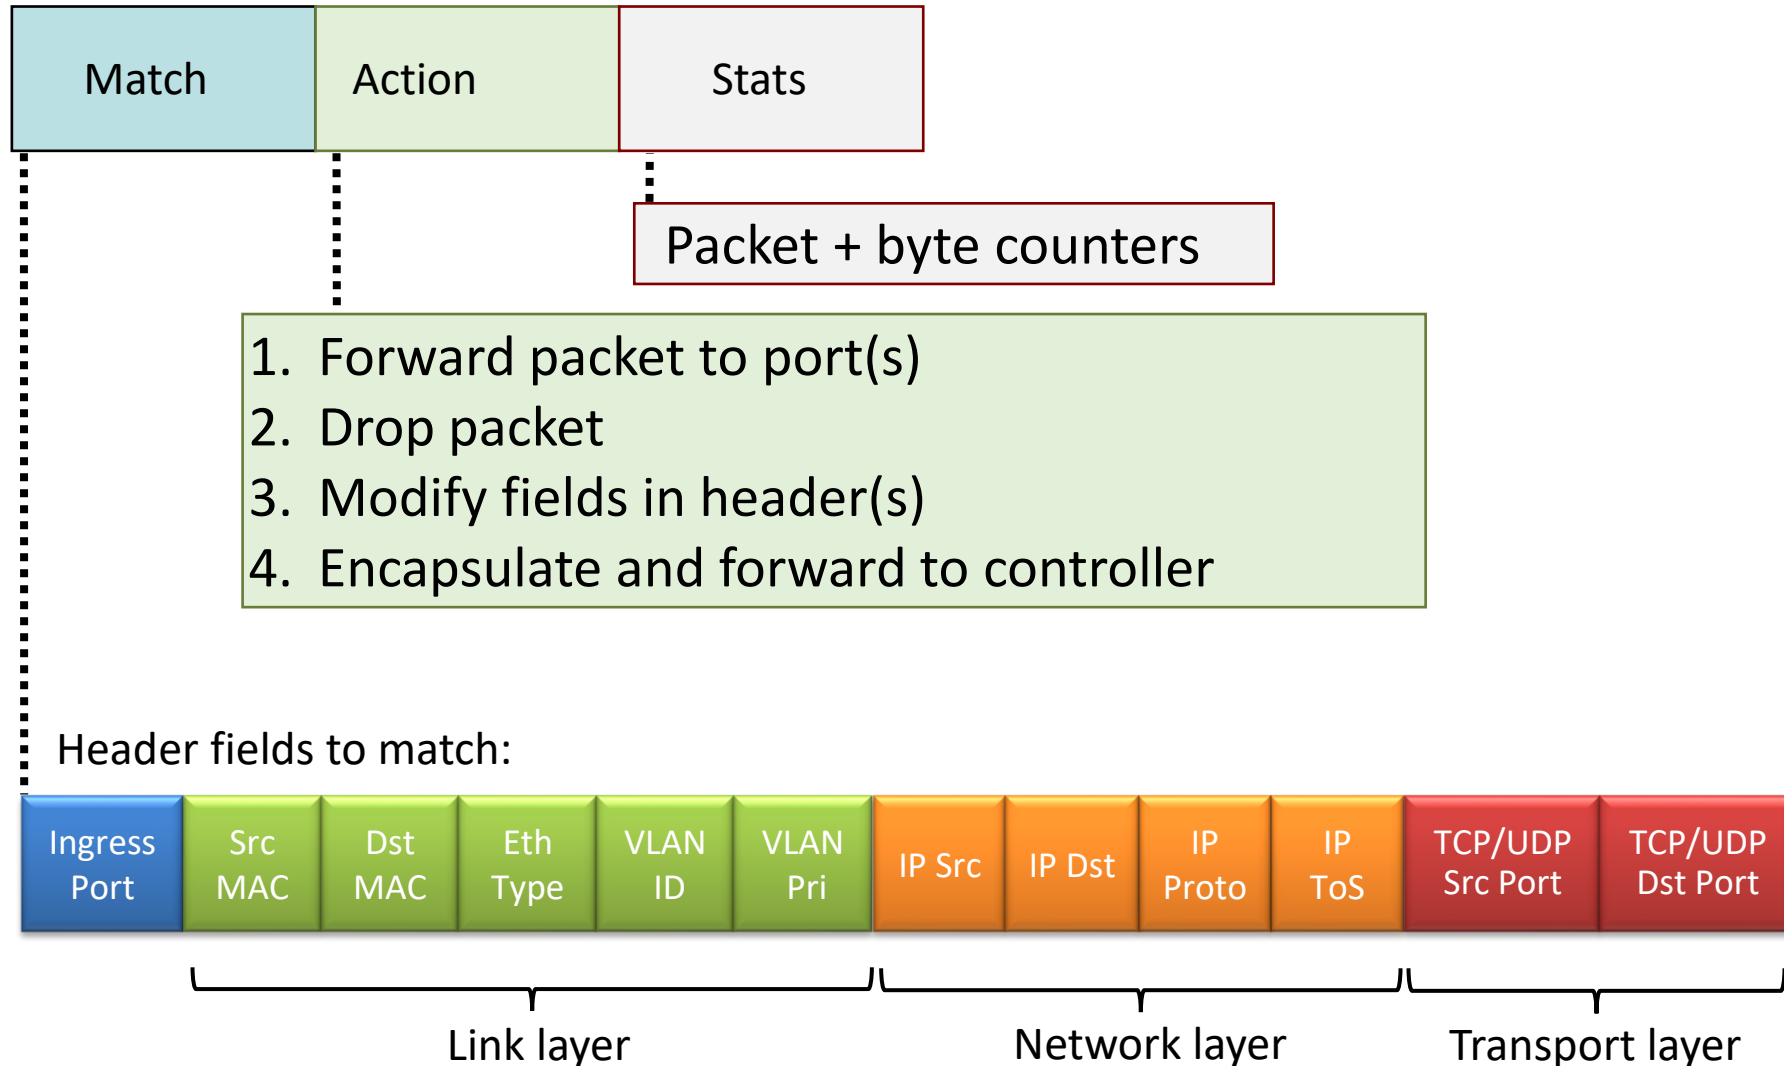 Match
Action
Stats
Packet + byte counters
1. Forward packet to port(s)
2. Drop packet
3. Modify fields in header(s)
4. Encapsulate and forward to controller
Header fields to match:
Ingress
Port
Src
MAC
Dst
MAC
Eth
Type
VLAN
ID
VLAN
Pri
IP Src
IP Dst
IP
Proto
IP
ToS
TCP/UDP
Src Port
TCP/UDP
Dst Port
Link layer
Network layer
Transport layer